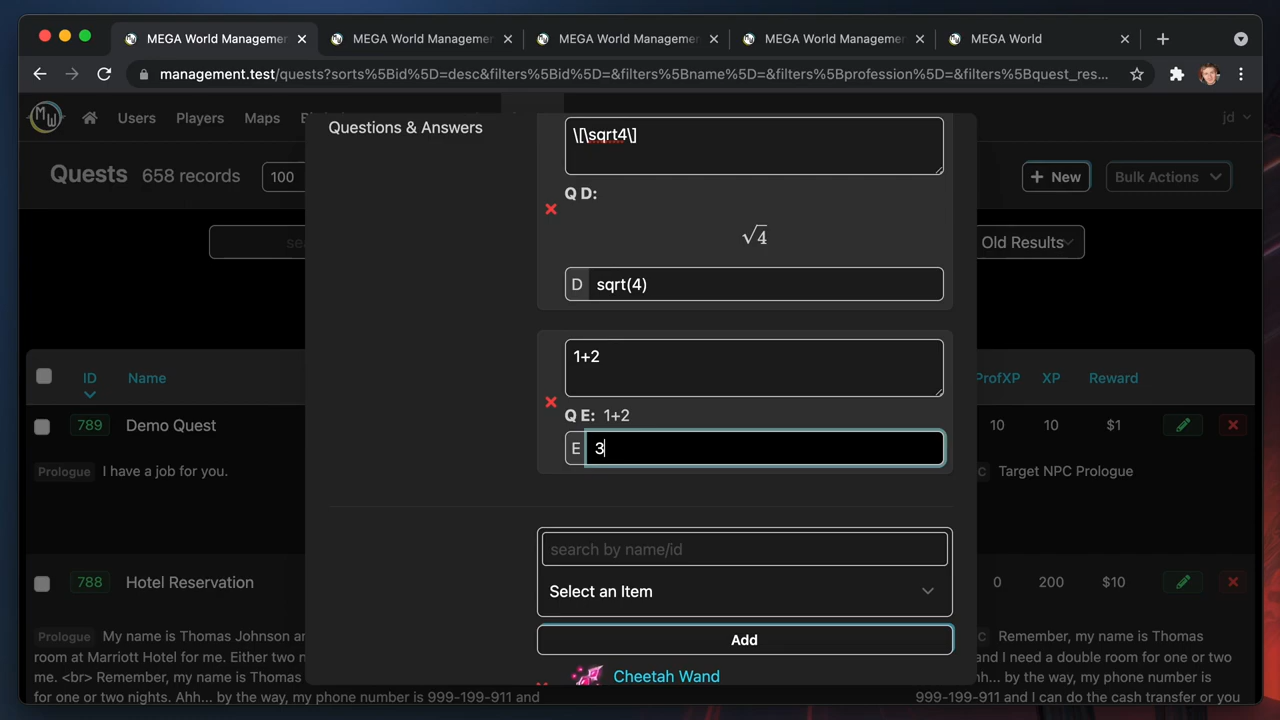 MEGA World Managemen
MEGA World Managemen
MEGA World Managemen
MEGA World Managemen
MEGA World
management.test/quests?sorts%5Bid%5D=desc&filters%5Bid%5D=&filters%5Bname%5D=&filters%5Bprofession%5D=&filters%5Bquest_res...
MW
Users
Players
Maps
jd
Quests
658 records
100
+ New
Bulk Actions
Old Results
Questions & Answers
\[\sqrt4\]
Q D:
√4
D
sqrt(4)
1+2
Q E: 1+2
E
3
search by name/id
Select an Item
Add
Cheetah Wand
ID
Name
ProfXP
XP
Reward
789
Demo Quest
10
10
$1
Prologue
I have a job for you.
Target NPC Prologue
788
Hotel Reservation
0
200
$10
Prologue
My name is Thomas Johnson an
room at Marriott Hotel for me. Either two n
me. <br> Remember, my name is Thomas
for one or two nights. Ahh... by the way, my phone number is 999-199-911 and
Remember, my name is Thomas
and I need a double room for one or two
... by the way, my phone number is
999-199-911 and I can do the cash transfer or you